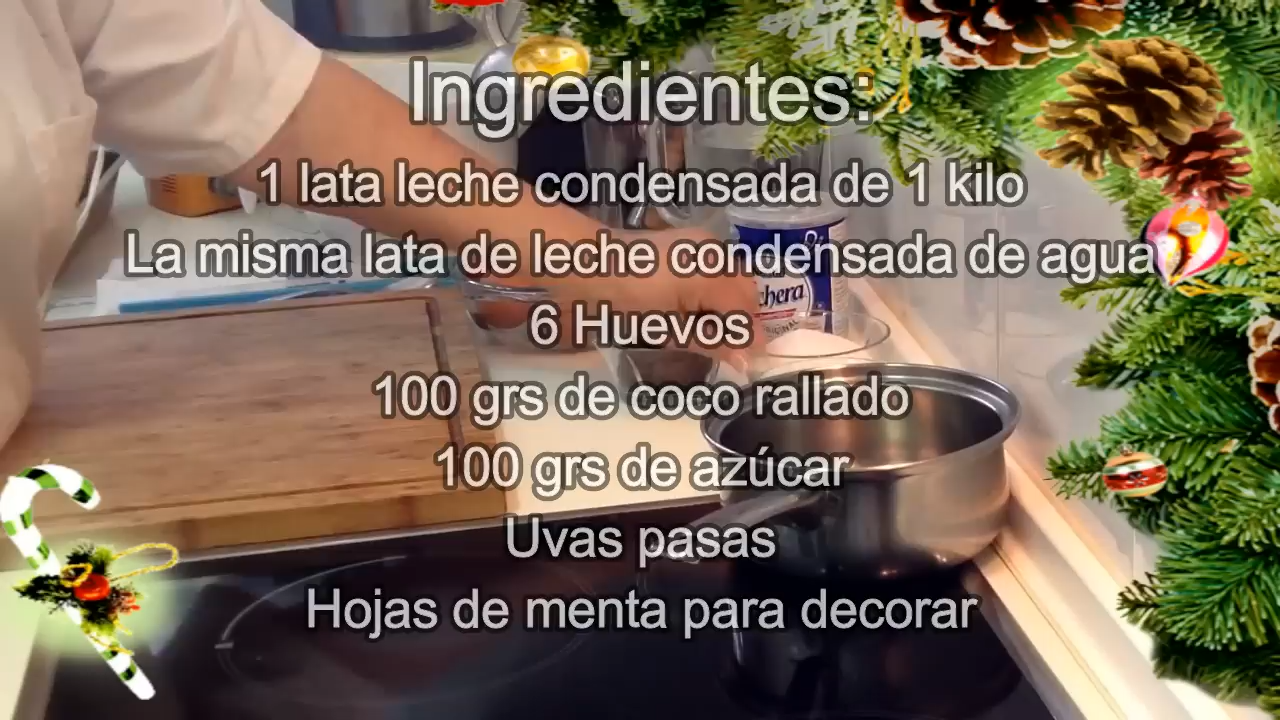 Ingredientes:
1 lata leche condensada de 1 kilo
La misma lata de leche condensada de agua
6 Huevos
100 grs de coco rallado
100 grs de azúcar
Uvas pasas
Hojas de menta para decorar
chera